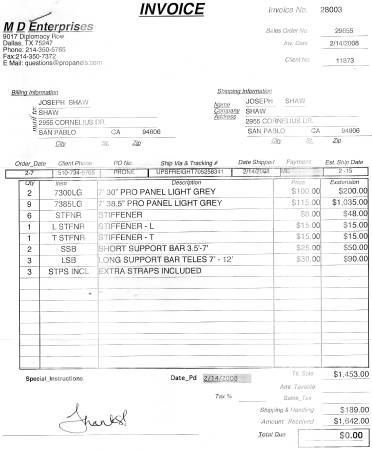 INVOICE
Invoice No. 28003
M D Enterprises
9017 Diplomacy Row
Dallas, TX 75247
Phone: 214-350-5765
Fax:214-350-7372
E Mail: questions@propanels.com
Sales Order No 29855
Inv. Date 2/14/2008
Client No 11873
Billing Information
Shipping Information
JOSEPH SHAW
SHAW
2955 CORNELIUS DR.
SAN PABLO CA 94806
City St. Zip
Name JOSEPH SHAW
Company SHAW
Address 2955 CORNELIUS DR.
SAN PABLO CA 94806
City St. Zip
Order_Date Client Phone PO No. Ship Via & Tracking # Date Shipped Payment Est. Ship Date
2-7 510-734-5705 PHONE UPSFREIGHT705258341 2/14/2008 MC 2-15
Qty Item Description Price Extension
2 7300LG 7' 30" PRO PANEL LIGHT GREY $100.00 $200.00
9 7385LG 7' 38.5" PRO PANEL LIGHT GREY $115.00 $1,035.00
6 STFNR STIFFENER $8.00 $48.00
1 L STFNR STIFFENER - L $15.00 $15.00
1 T STFNR STIFFENER - T $15.00 $15.00
2 SSB SHORT SUPPORT BAR 3.5'-7' $25.00 $50.00
3 LSB LONG SUPPORT BAR TELES 7' - 12' $30.00 $90.00
3 STPS INCL EXTRA STRAPS INCLUDED
Ttl Sale $1,453.00
Special_Instructions Date_Pd 2/14/2008
Amt Taxable
Tax % Sales_Tax
Shipping & Handling $189.00
Amount Received $1,642.00
Thanks!
Total Due $0.00